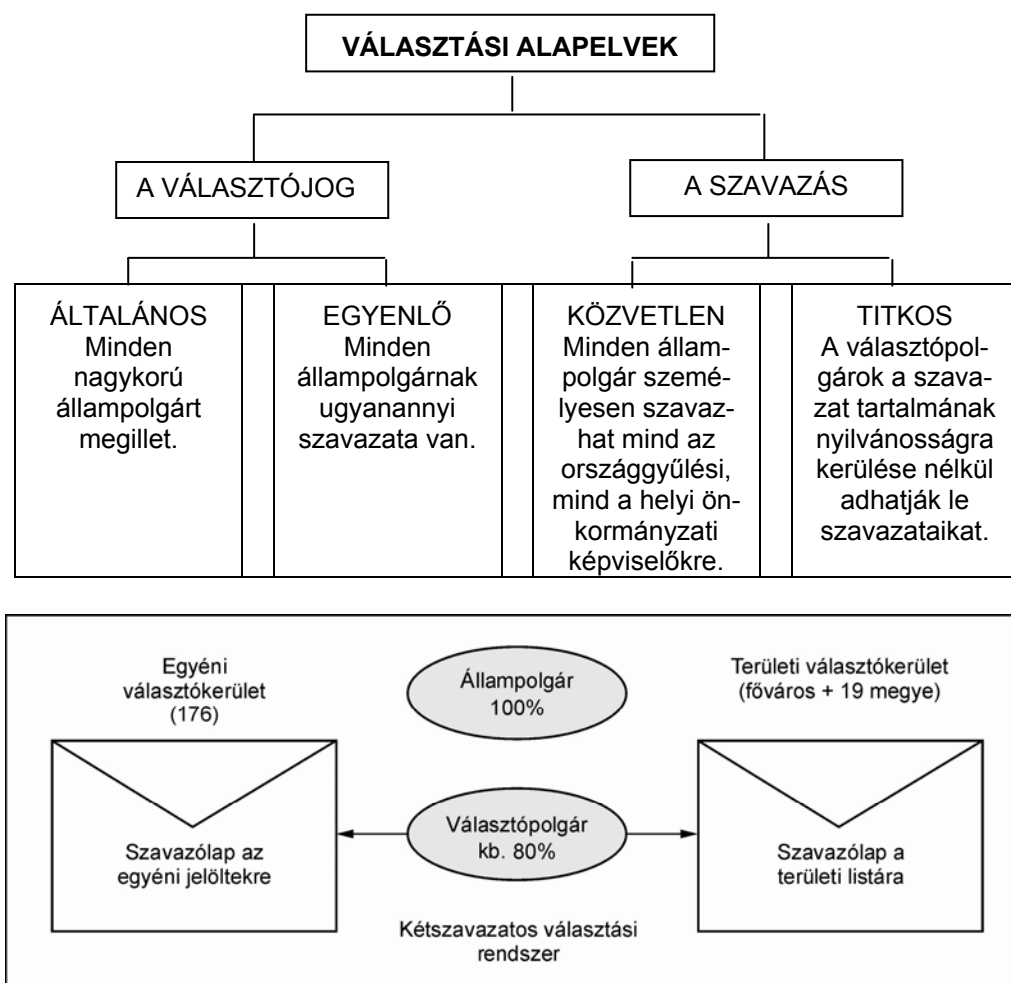 VÁLASZTÁSI ALAPELVEK
A VÁLASZTÓJOG
A SZAVAZÁS
ÁLTALÁNOS
Minden
nagykorú
állampolgárt
megillet.
EGYENLŐ
Minden
állampolgárnak
ugyanannyi
szavazata van.
KÖZVETLEN
Minden állam-
polgár szemé-
lyesen szavaz-
hat mind az
országgyűlési,
mind a helyi ön-
kormányzati
képviselőkre.
TITKOS
A választópol-
gárok a szava-
zat tartalmának
nyilvánosságra
kerülése nélkül
adhatják le
szavazataikat.
Egyéni
választókerület
(176)
Szavazólap az
egyéni jelöltekre
Állampolgár
100%
Választópolgár
kb. 80%
Kétszavazatos választási
rendszer
Területi választókerület
(főváros + 19 megye)
Szavazólap a
területi listára